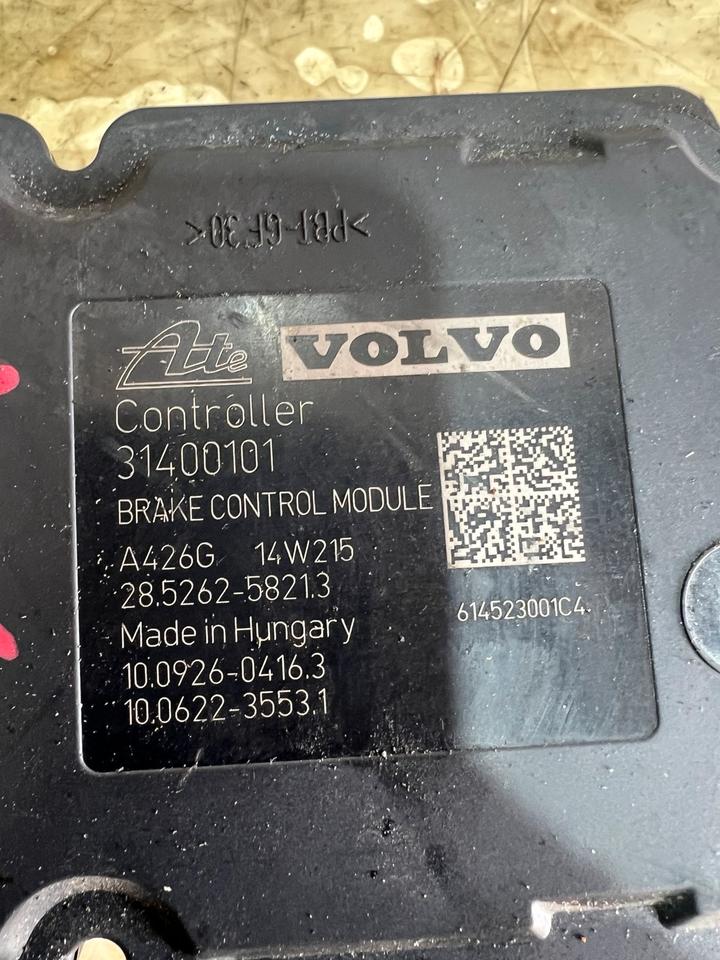 >PBT-GF30<
Ate VOLVO
Controller
31400101
BRAKE CONTROL MODULE
A426G 14W215
28.5262-5821.3
614523001C4.
Made in Hungary
10.0926-0416.3
10.0622-3553.1